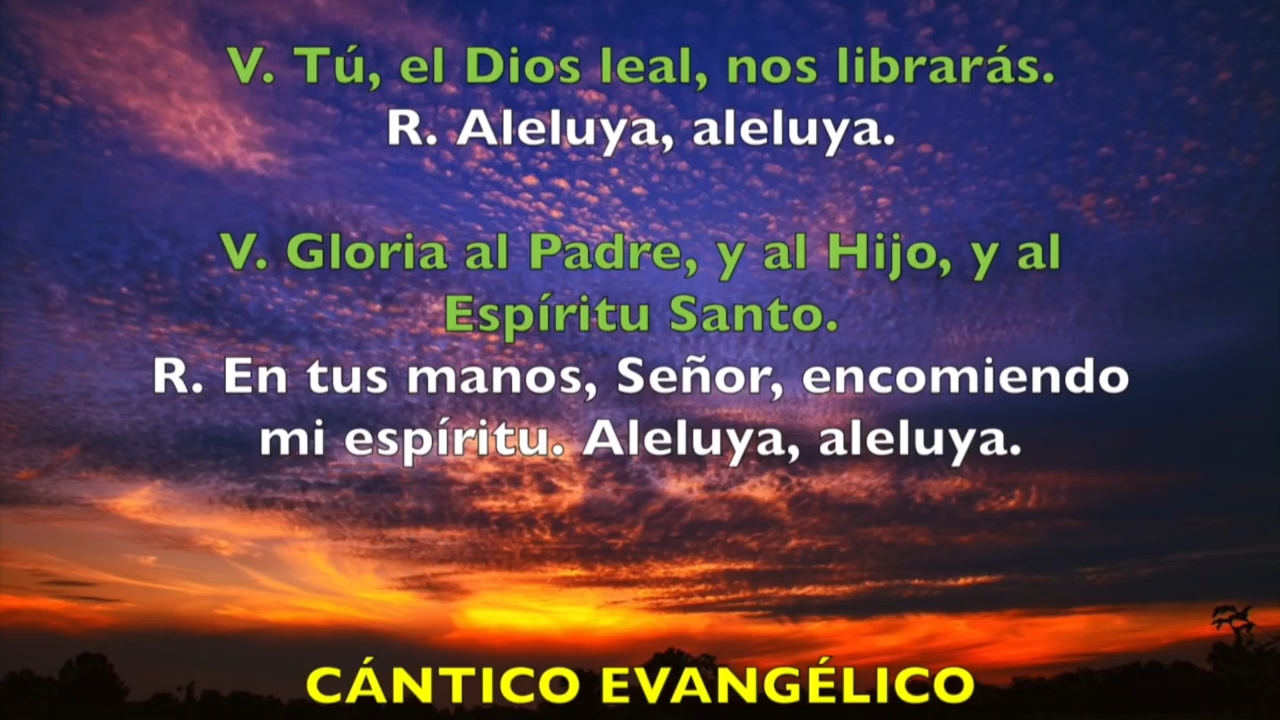 V. Tú, el Dios leal, nos librarás.
R. Aleluya, aleluya.
V. Gloria al Padre, y al Hijo, y al
Espíritu Santo.
R. En tus manos, Señor, encomiendo
mi espíritu. Aleluya, aleluya.
CÁNTICO EVANGÉLICO